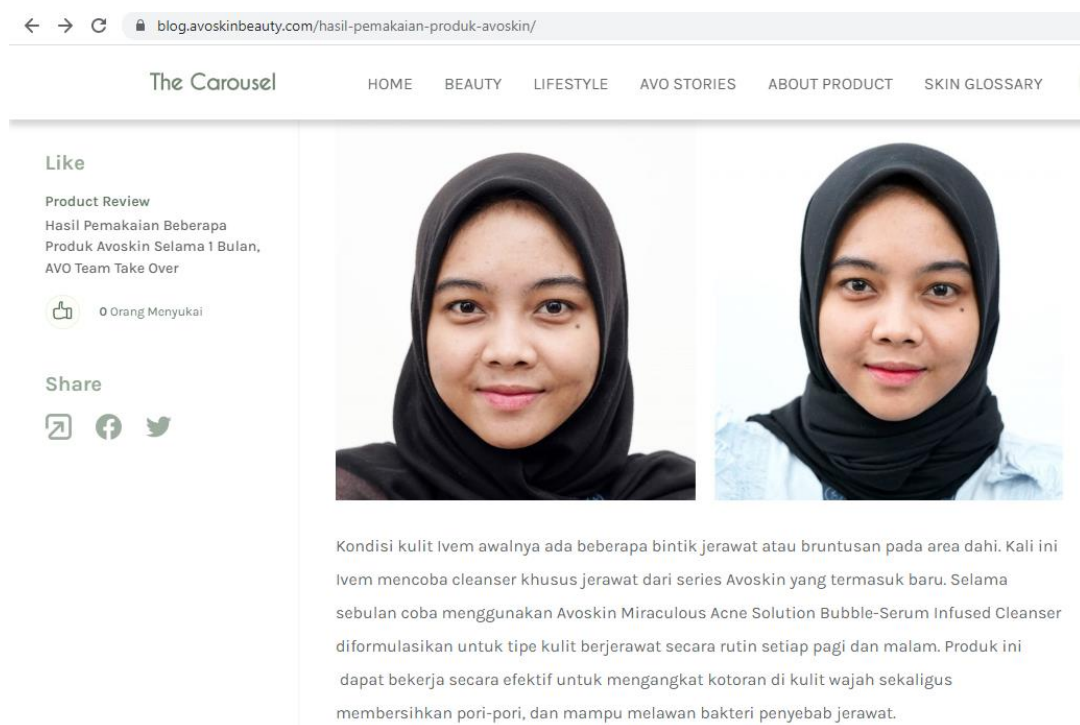 blog.avoskinbeauty.com/hasil-pemakaian-produk-avoskin/
The Carousel
HOME BEAUTY LIFESTYLE AVO STORIES ABOUT PRODUCT SKIN GLOSSARY
Like
Product Review
Hasil Pemakaian Beberapa
Produk Avoskin Selama 1 Bulan,
AVO Team Take Over
0 Orang Menyukai
Share
Kondisi kulit Ivem awalnya ada beberapa bintik jerawat atau bruntusan pada area dahi. Kali ini
Ivem mencoba cleanser khusus jerawat dari series Avoskin yang termasuk baru. Selama
sebulan coba menggunakan Avoskin Miraculous Acne Solution Bubble-Serum Infused Cleanser
diformulasikan untuk tipe kulit berjerawat secara rutin setiap pagi dan malam. Produk ini
dapat bekerja secara efektif untuk mengangkat kotoran di kulit wajah sekaligus
membersihkan pori-pori, dan mampu melawan bakteri penyebab jerawat.